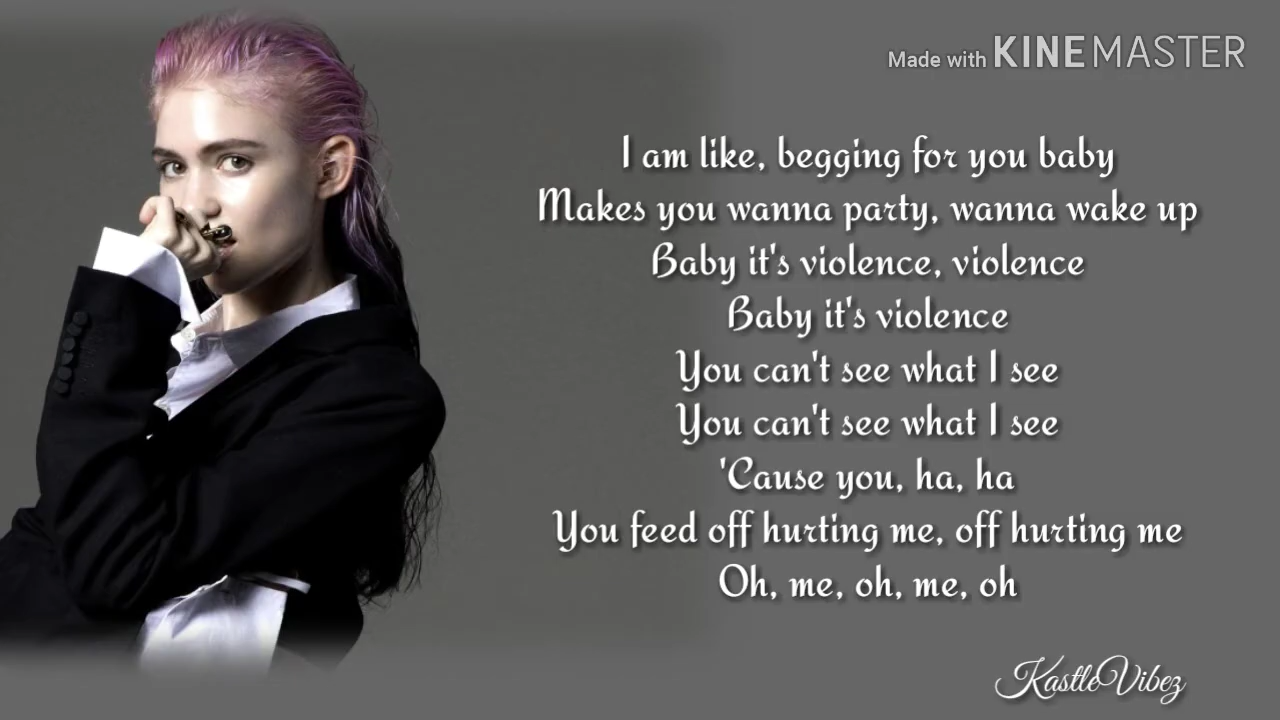 Made with KINEMASTER
I am like, begging for you baby
Makes you wanna party, wanna wake up
Baby it's violence, violence
Baby it's violence
You can't see what I see
You can't see what I see
'Cause you, ha, ha
You feed off hurting me, off hurting me
Oh, me, oh, me, oh
KastleVibez